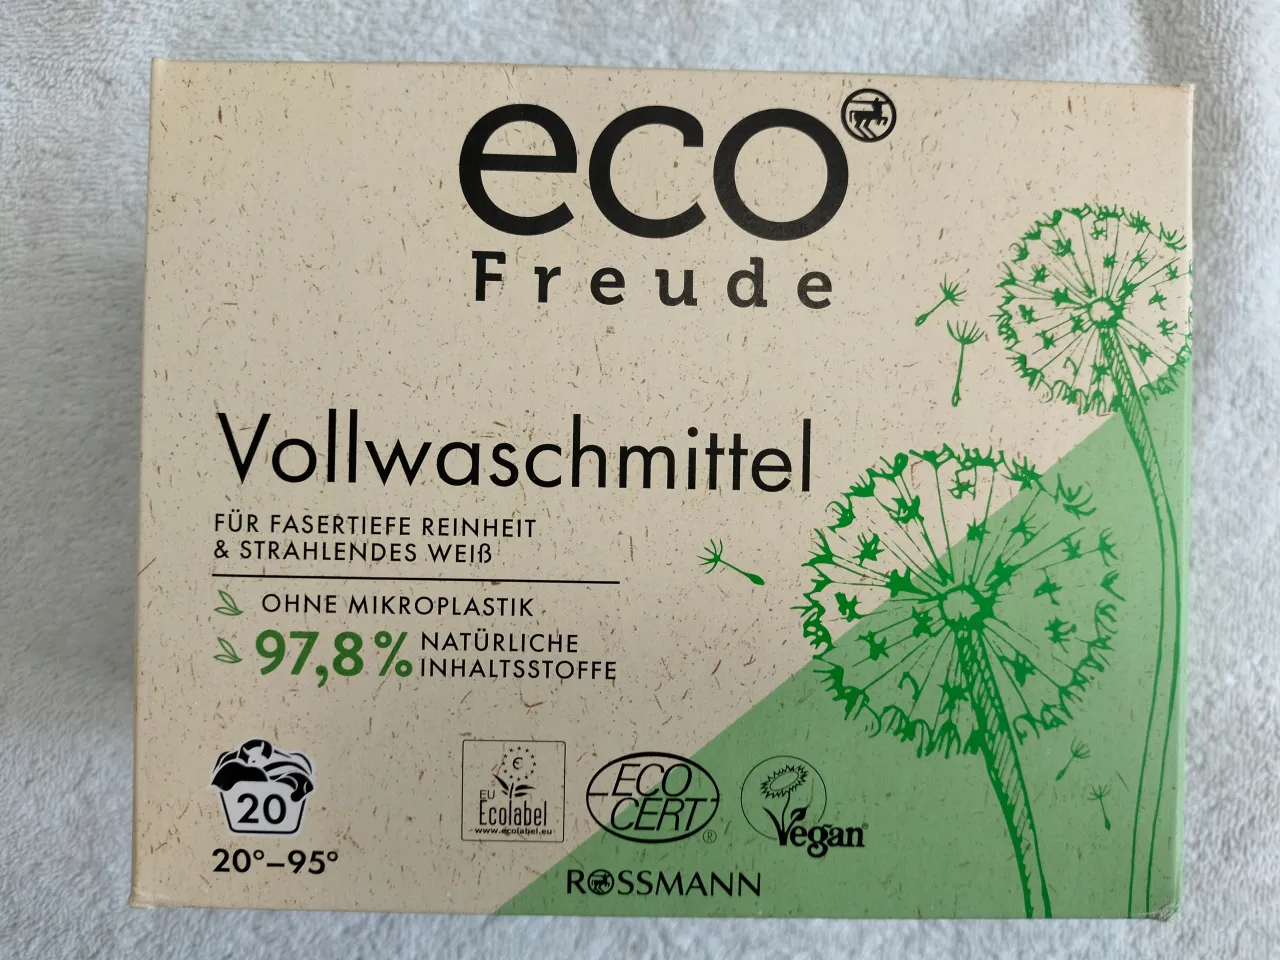 eco
Freude
Vollwaschmittel
FÜR FASERTIEFE REINHEIT
& STRAHLENDES WEIß
OHNE MIKROPLASTIK
97,8% NATÜRLICHE
INHALTSSTOFFE
20
20°–95°
€
EU
Ecolabel
www.ecolabel.eu
ECO
CERT
®
Vegan
ROSSMANN